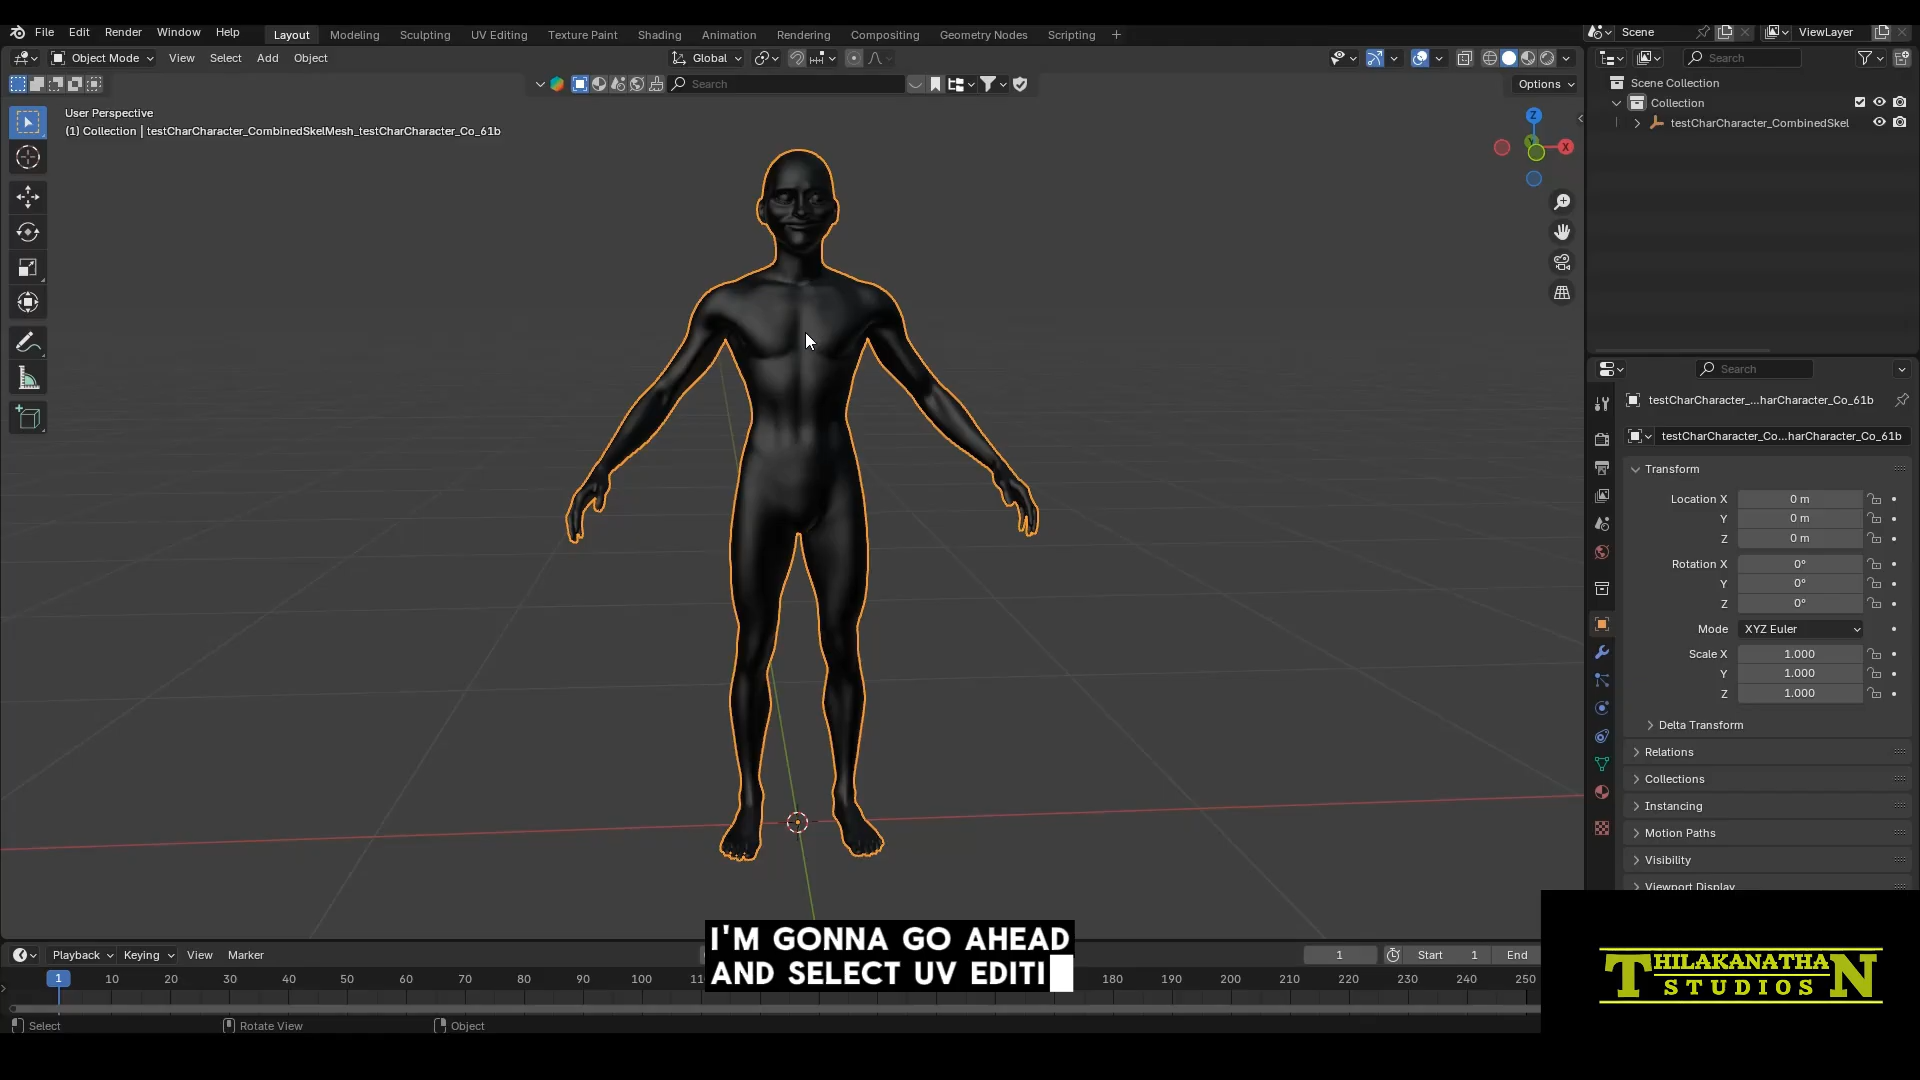 File Edit Render Window Help Layout Modeling Sculpting UV Editing Texture Paint Shading Animation Rendering Compositing Geometry Nodes Scripting + Scene ViewLayer
Object Mode View Select Add Object Global Search
Search Options
User Perspective
(1) Collection | testCharCharacter_CombinedSkelMesh_testCharCharacter_Co_61b
Z
X
Scene Collection
Collection
testCharCharacter_CombinedSkel
Search
testCharCharacter_...harCharacter_Co_61b
testCharCharacter_Co...harCharacter_Co_61b
Transform
Location X 0 m
Y 0 m
Z 0 m
Rotation X 0°
Y 0°
Z 0°
Mode XYZ Euler
Scale X 1.000
Y 1.000
Z 1.000
Delta Transform
Relations
Collections
Instancing
Motion Paths
Visibility
Viewport Display
I'M GONNA GO AHEAD
AND SELECT UV EDITI
Playback Keying View Marker 1 Start 1 End
1 10 20 30 40 50 60 70 80 90 100 180 190 200 210 220 230 240 250
Select Rotate View Object
THILAKANATHAN
STUDIOS